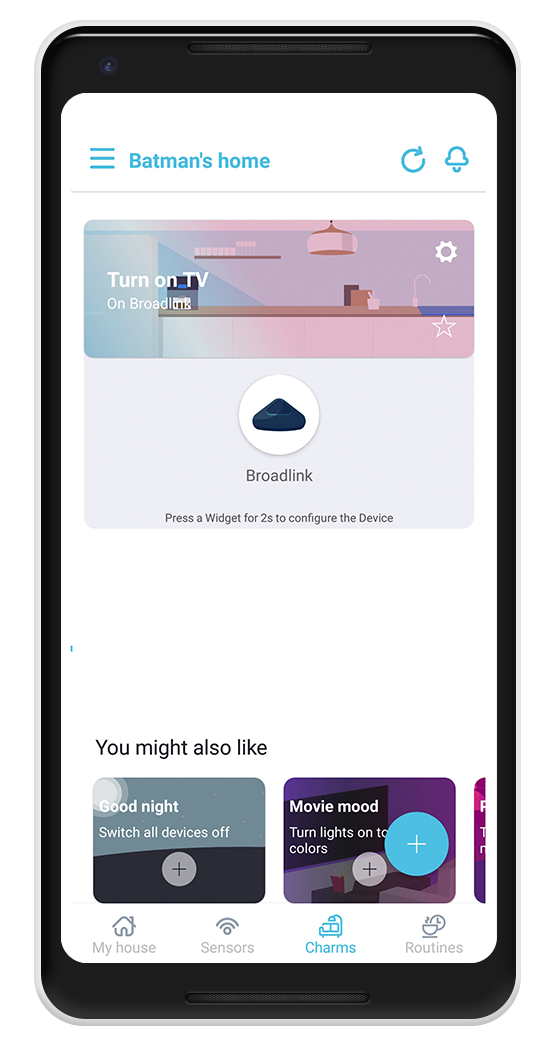 Batman's home
Turn on TV
On Broadlink
Broadlink
Press a Widget for 2s to configure the Device
You might also like
Good night
Switch all devices off
Movie mood
Turn lights on to
colors
My house
Sensors
Charms
Routines